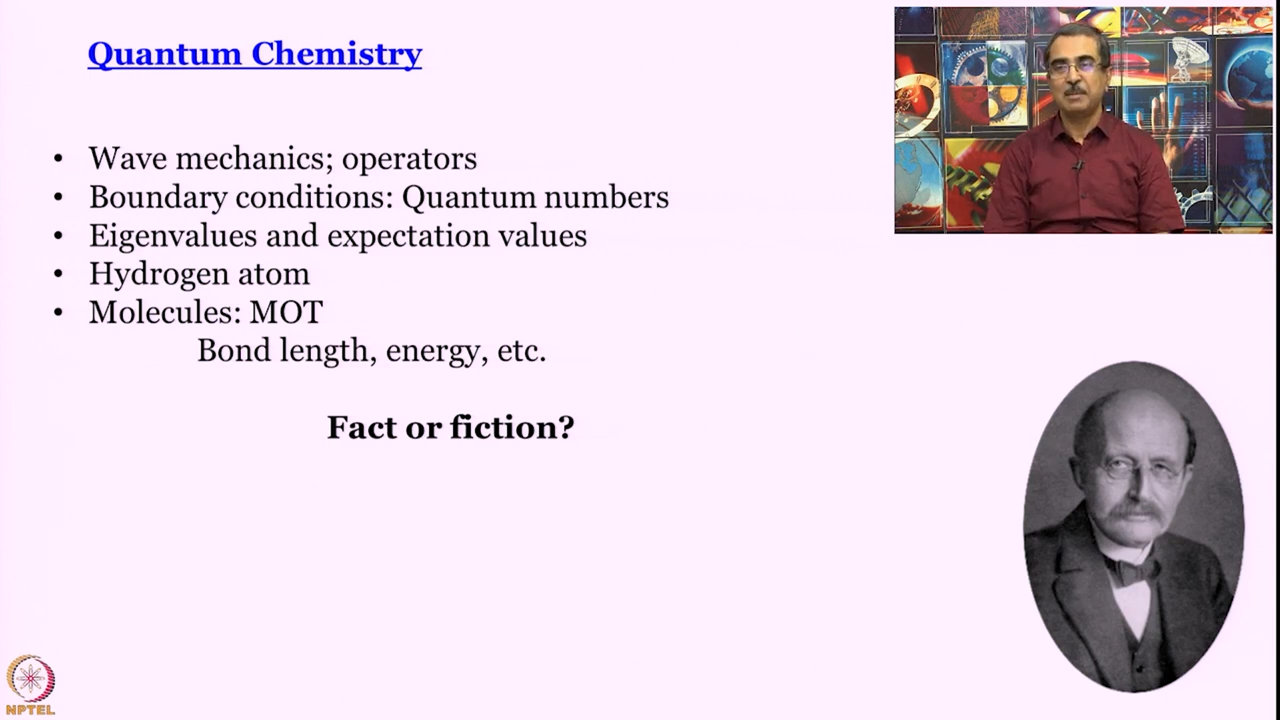 Quantum Chemistry
• Wave mechanics; operators
• Boundary conditions: Quantum numbers
• Eigenvalues and expectation values
• Hydrogen atom
• Molecules: MOT
Bond length, energy, etc.
Fact or fiction?
NPTEL